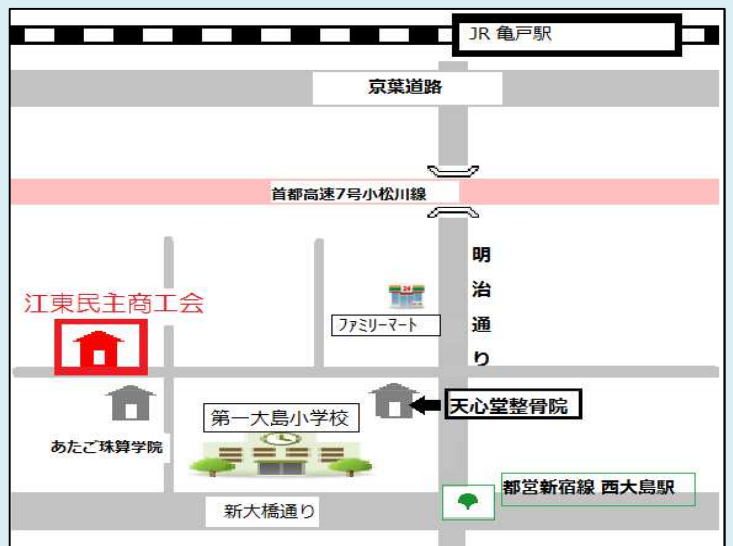 JR 亀戸駅
京葉道路
首都高速7号小松川線
明治通り
江東民主商工会
24
ファミリーマート
天心堂整骨院
第一大島小学校
あたご珠算学院
都営新宿線 西大島駅
新大橋通り